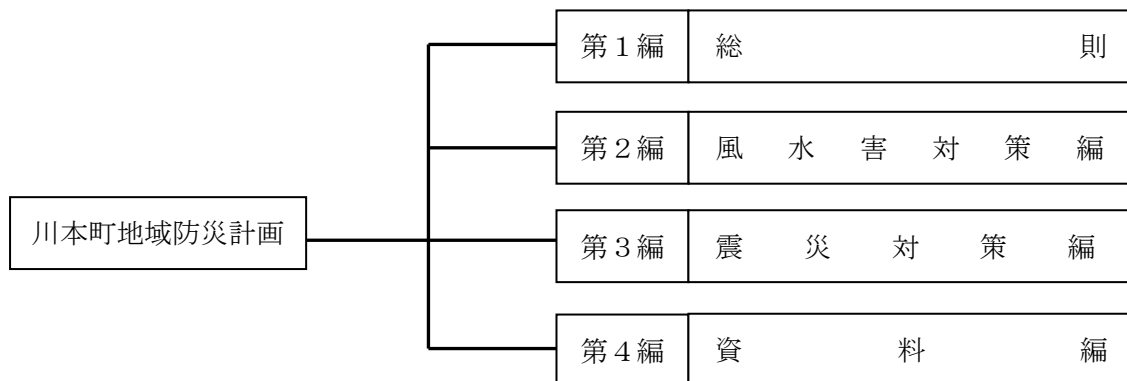 第１編 総則
第２編 風水害対策編
川本町地域防災計画
第３編 震災対策編
第４編 資料編